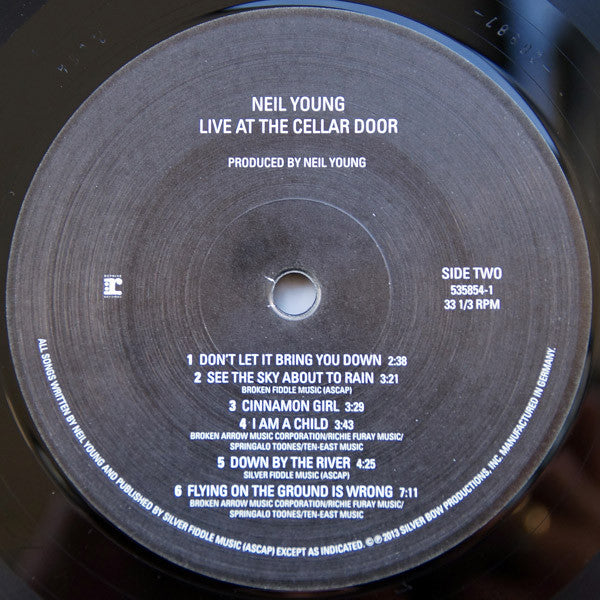 NEIL YOUNG
LIVE AT THE CELLAR DOOR
PRODUCED BY NEIL YOUNG
SIDE TWO
535854-1
33 1/3 RPM
1 DON'T LET IT BRING YOU DOWN 2:38
2 SEE THE SKY ABOUT TO RAIN 3:21
BROKEN FIDDLE MUSIC (ASCAP)
3 CINNAMON GIRL 3:29
4 I AM A CHILD 3:43
BROKEN ARROW MUSIC CORPORATION/RICHIE FURAY MUSIC/
SPRINGALO TOONES/TEN-EAST MUSIC
5 DOWN BY THE RIVER 4:25
SILVER FIDDLE MUSIC (ASCAP)
6 FLYING ON THE GROUND IS WRONG 7:11
BROKEN ARROW MUSIC CORPORATION/RICHIE FURAY MUSIC/
SPRINGALO TOONES/TEN-EAST MUSIC
ALL SONGS WRITTEN BY NEIL YOUNG AND PUBLISHED BY SILVER FIDDLE MUSIC (ASCAP) EXCEPT AS INDICATED. ©℗ 2013 SILVER BOW PRODUCTIONS, INC. MANUFACTURED IN GERMANY.